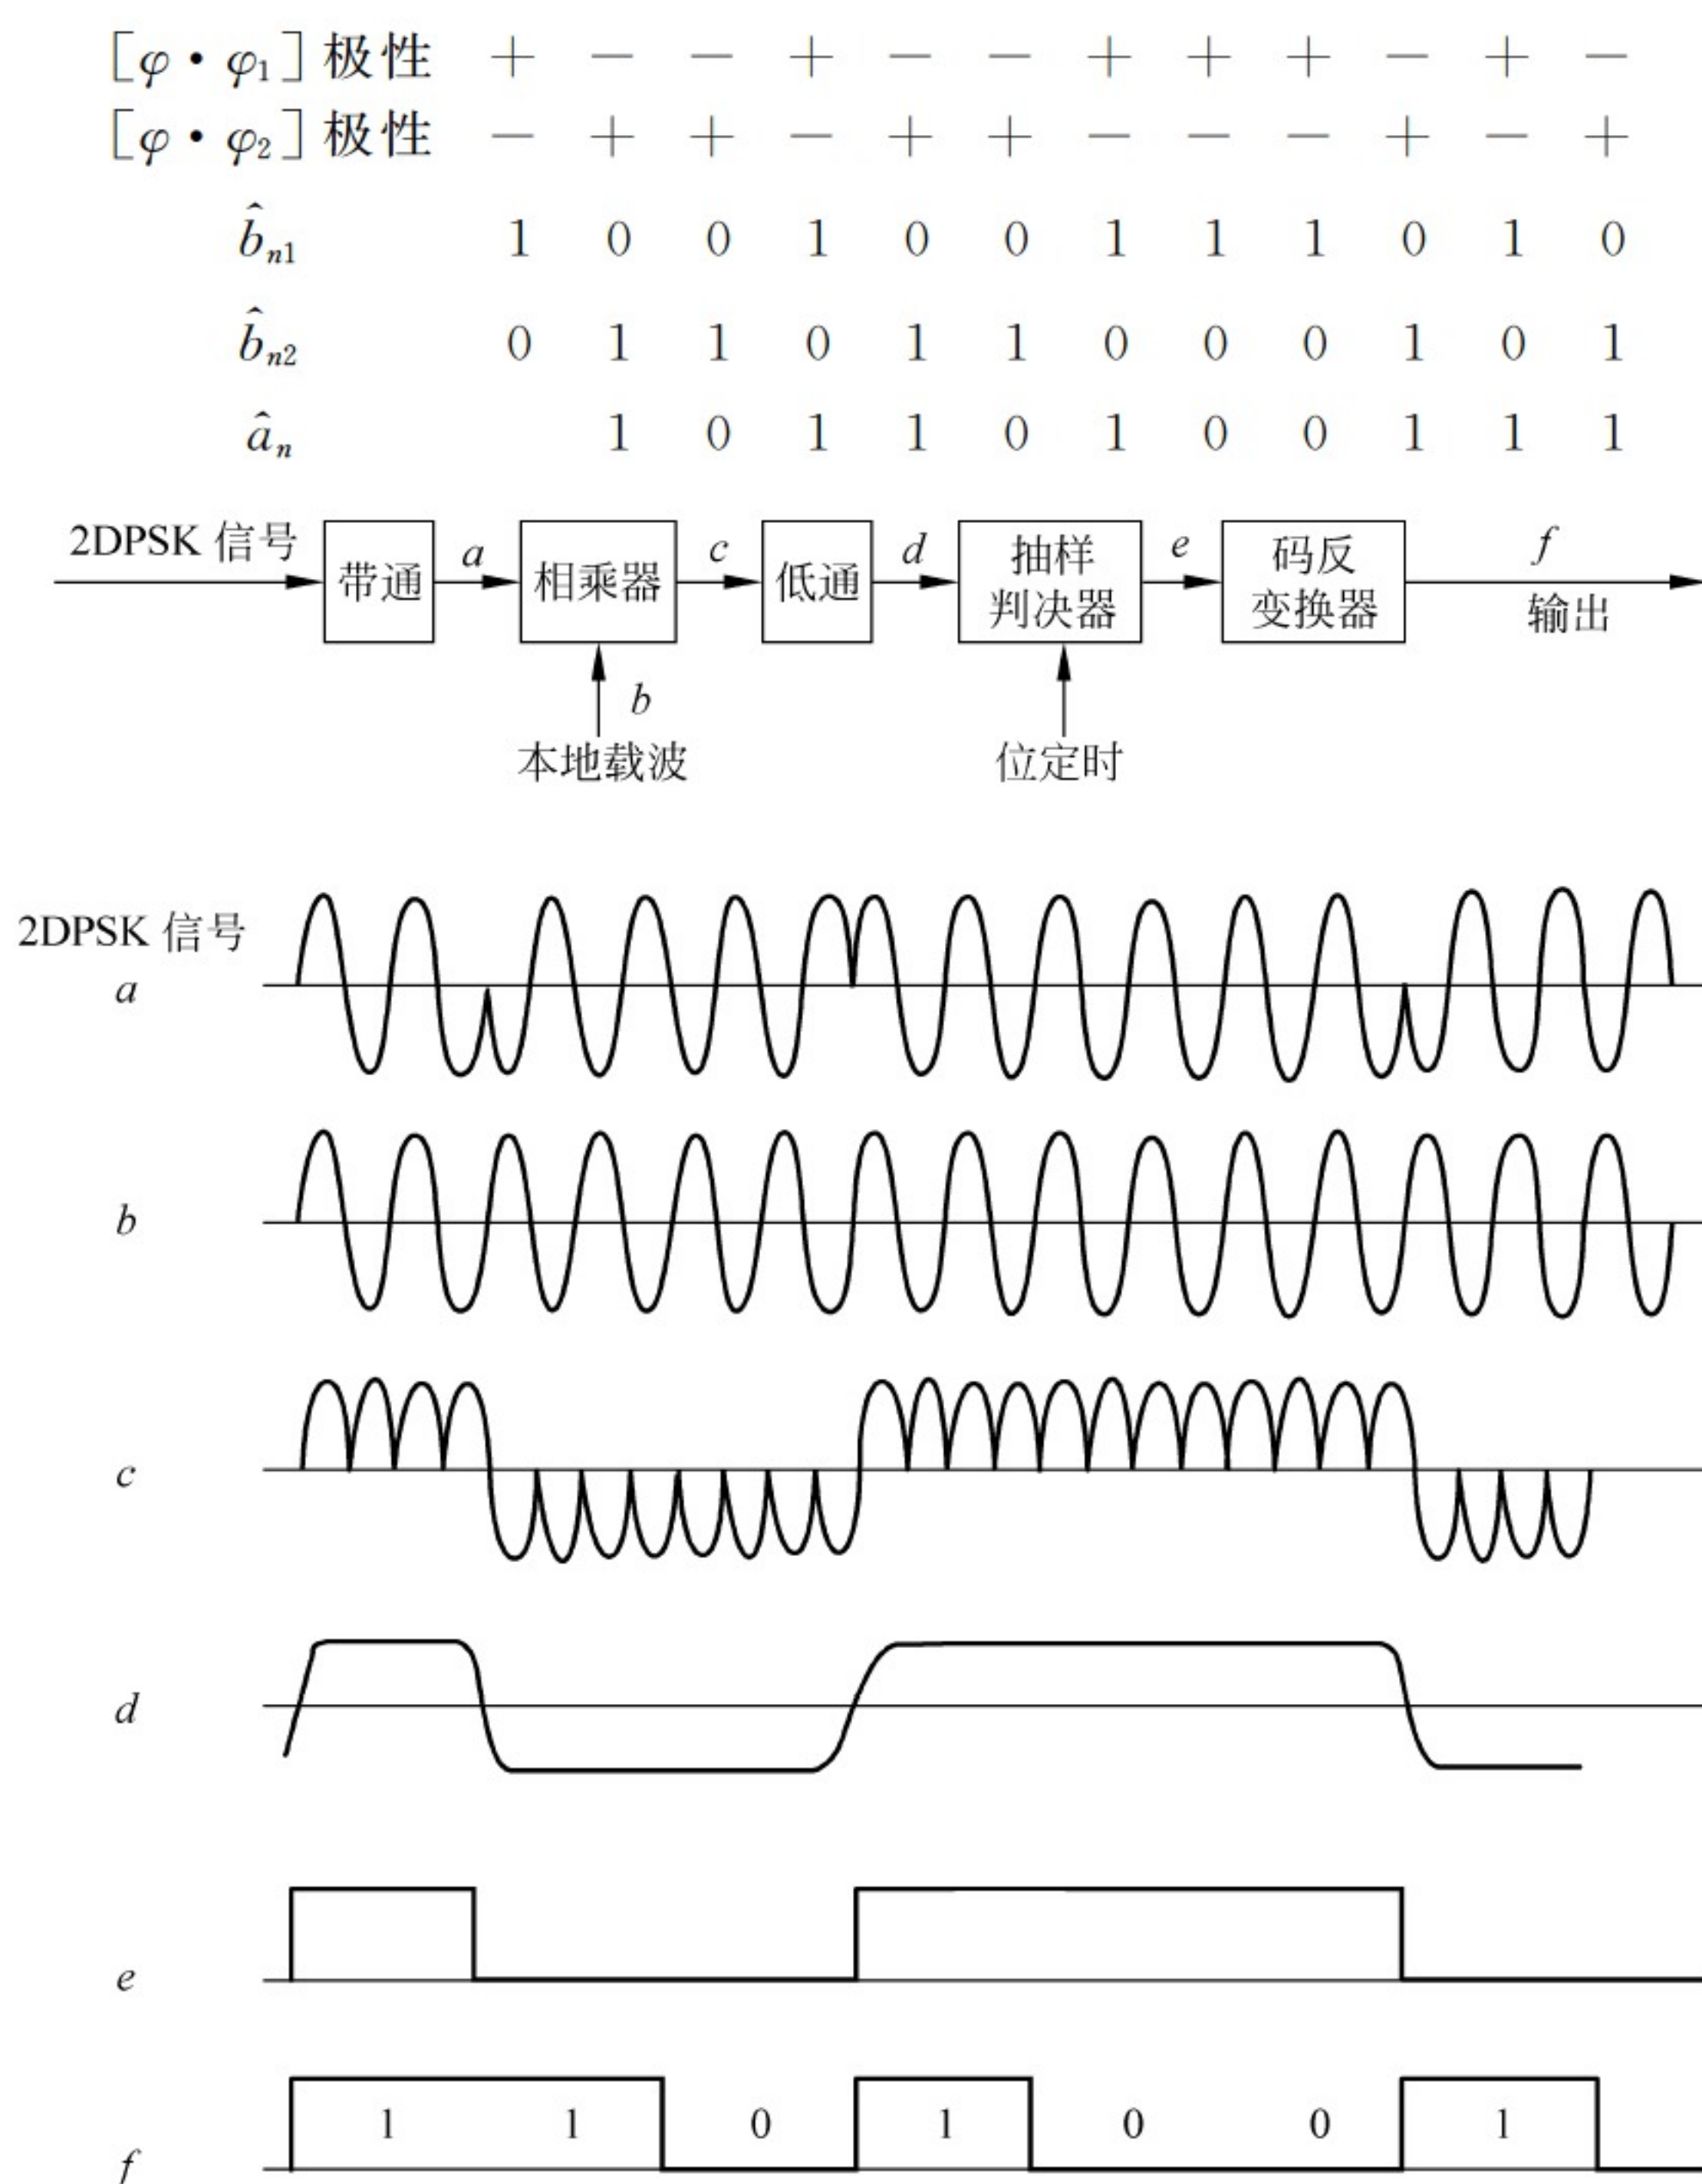 [φ·φ₁]极性 + − − + − − + + + − + −
[φ·φ₂]极性 − + + − + + − − − + − +
b̂ₙ₁ 1 0 0 1 0 0 1 1 1 0 1 0
b̂ₙ₂ 0 1 1 0 1 1 0 0 0 1 0 1
âₙ 1 0 1 1 0 1 0 0 1 1 1
2DPSK 信号
带通
a
相乘器
c
低通
d
抽样
判决器
e
码反
变换器
f
输出
b
本地载波
位定时
2DPSK 信号
a
b
c
d
e
1 1 0 1 0 0 1
f